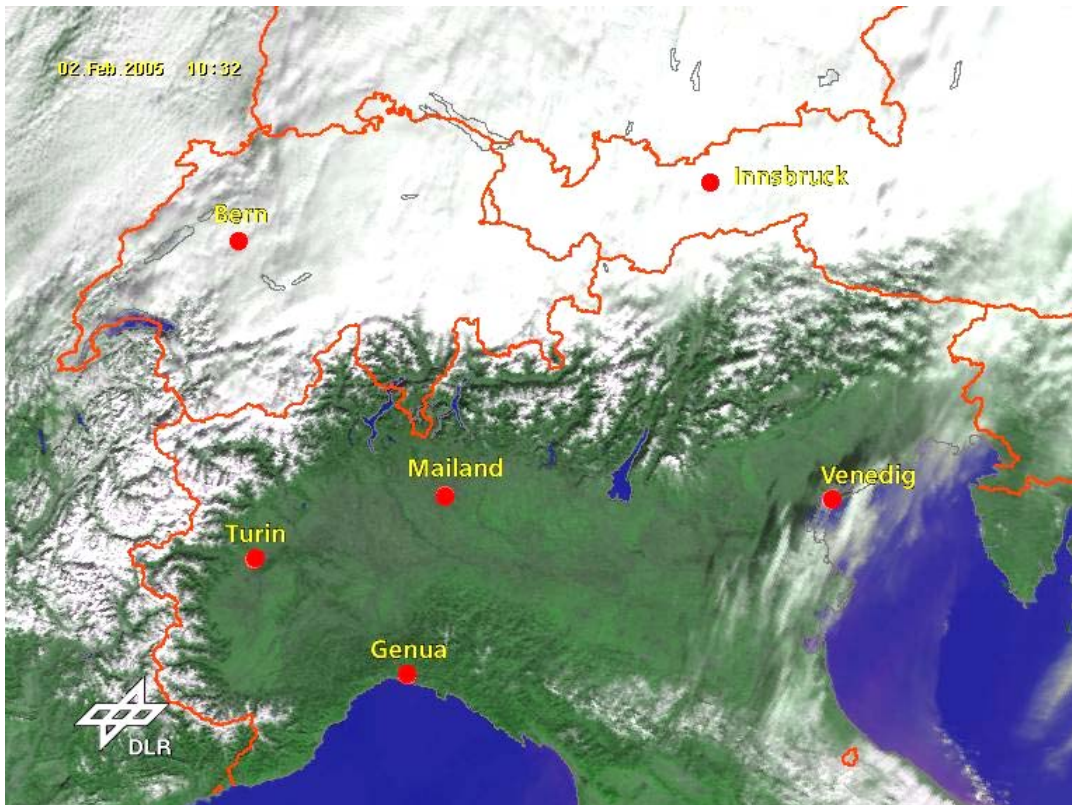 02.Feb.2005 10:32
Innsbruck
Bern
Mailand
Venedig
Turin
Genua
DLR